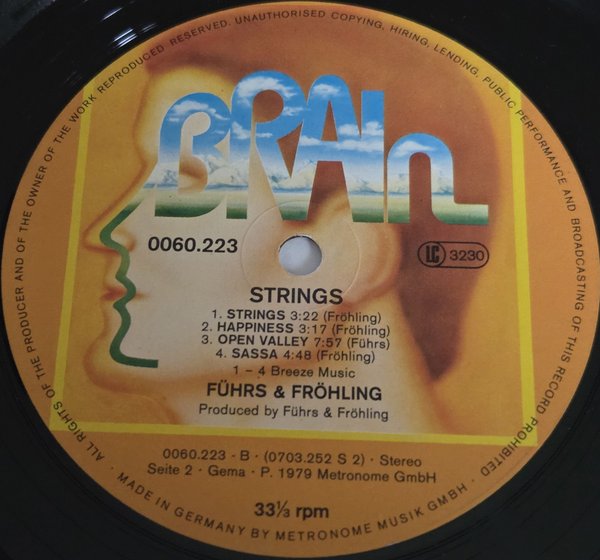 ALL RIGHTS OF THE PRODUCER AND OF THE OWNER OF THE WORK REPRODUCED RESERVED. UNAUTHORISED COPYING, HIRING, LENDING, PUBLIC PERFORMANCE AND BROADCASTING OF THIS RECORD PROHIBITED
BRAIn
0060.223
LC 3230
STRINGS
1. STRINGS 3:22 (Fröhling)
2. HAPPINESS 3:17 (Fröhling)
3. OPEN VALLEY 7:57 (Führs)
4. SASSA 4:48 (Fröhling)
1 – 4 Breeze Music
FÜHRS & FRÖHLING
Produced by Führs & Fröhling
0060.223 · B · (0703.252 S 2) · Stereo
Seite 2 · Gema · P. 1979 Metronome GmbH
33⅓ rpm
· MADE IN GERMANY BY METRONOME MUSIK GMBH ·